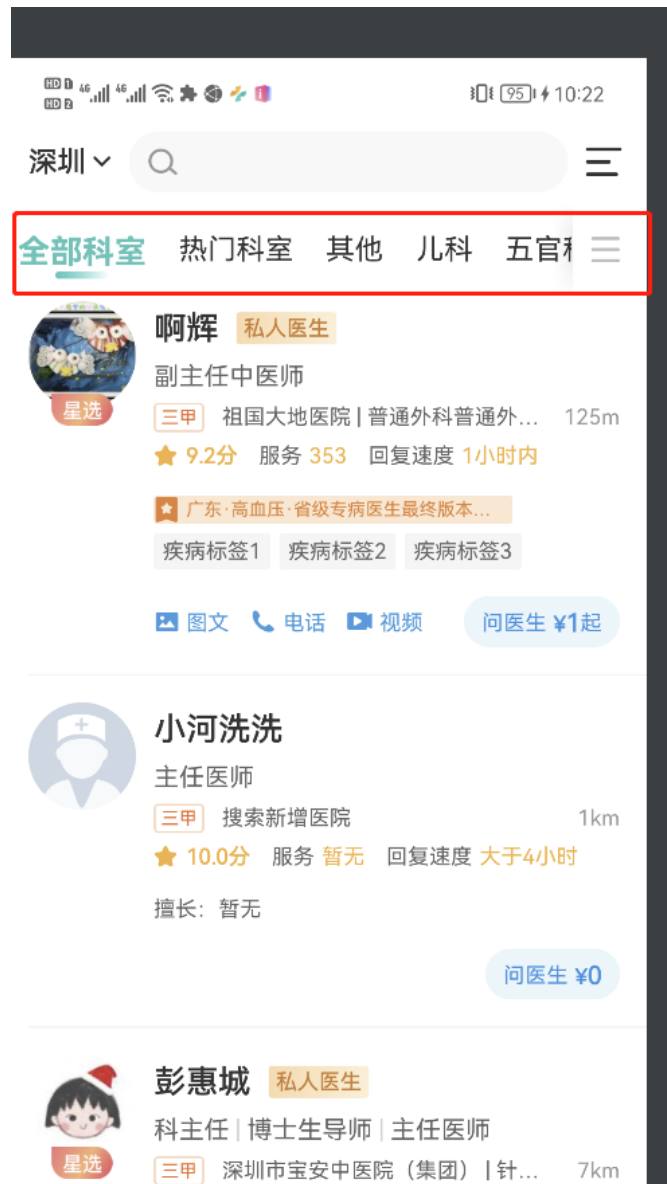 HD 1 4G 4G 95 10:22
HD 2
深圳
全部科室 热门科室 其他 儿科 五官
啊辉 私人医生
副主任中医师
星选 三甲 祖国大地医院 | 普通外科普通外... 125m
9.2分 服务 353 回复速度 1小时内
广东·高血压·省级专病医生最终版本...
疾病标签1 疾病标签2 疾病标签3
图文 电话 视频 问医生 ¥1起
小河洗洗
主任医师
三甲 搜索新增医院 1km
10.0分 服务 暂无 回复速度 大于4小时
擅长: 暂无
问医生 ¥0
彭惠城 私人医生
科主任 | 博士生导师 | 主任医师
星选 三甲 深圳市宝安中医院（集团） | 针... 7km